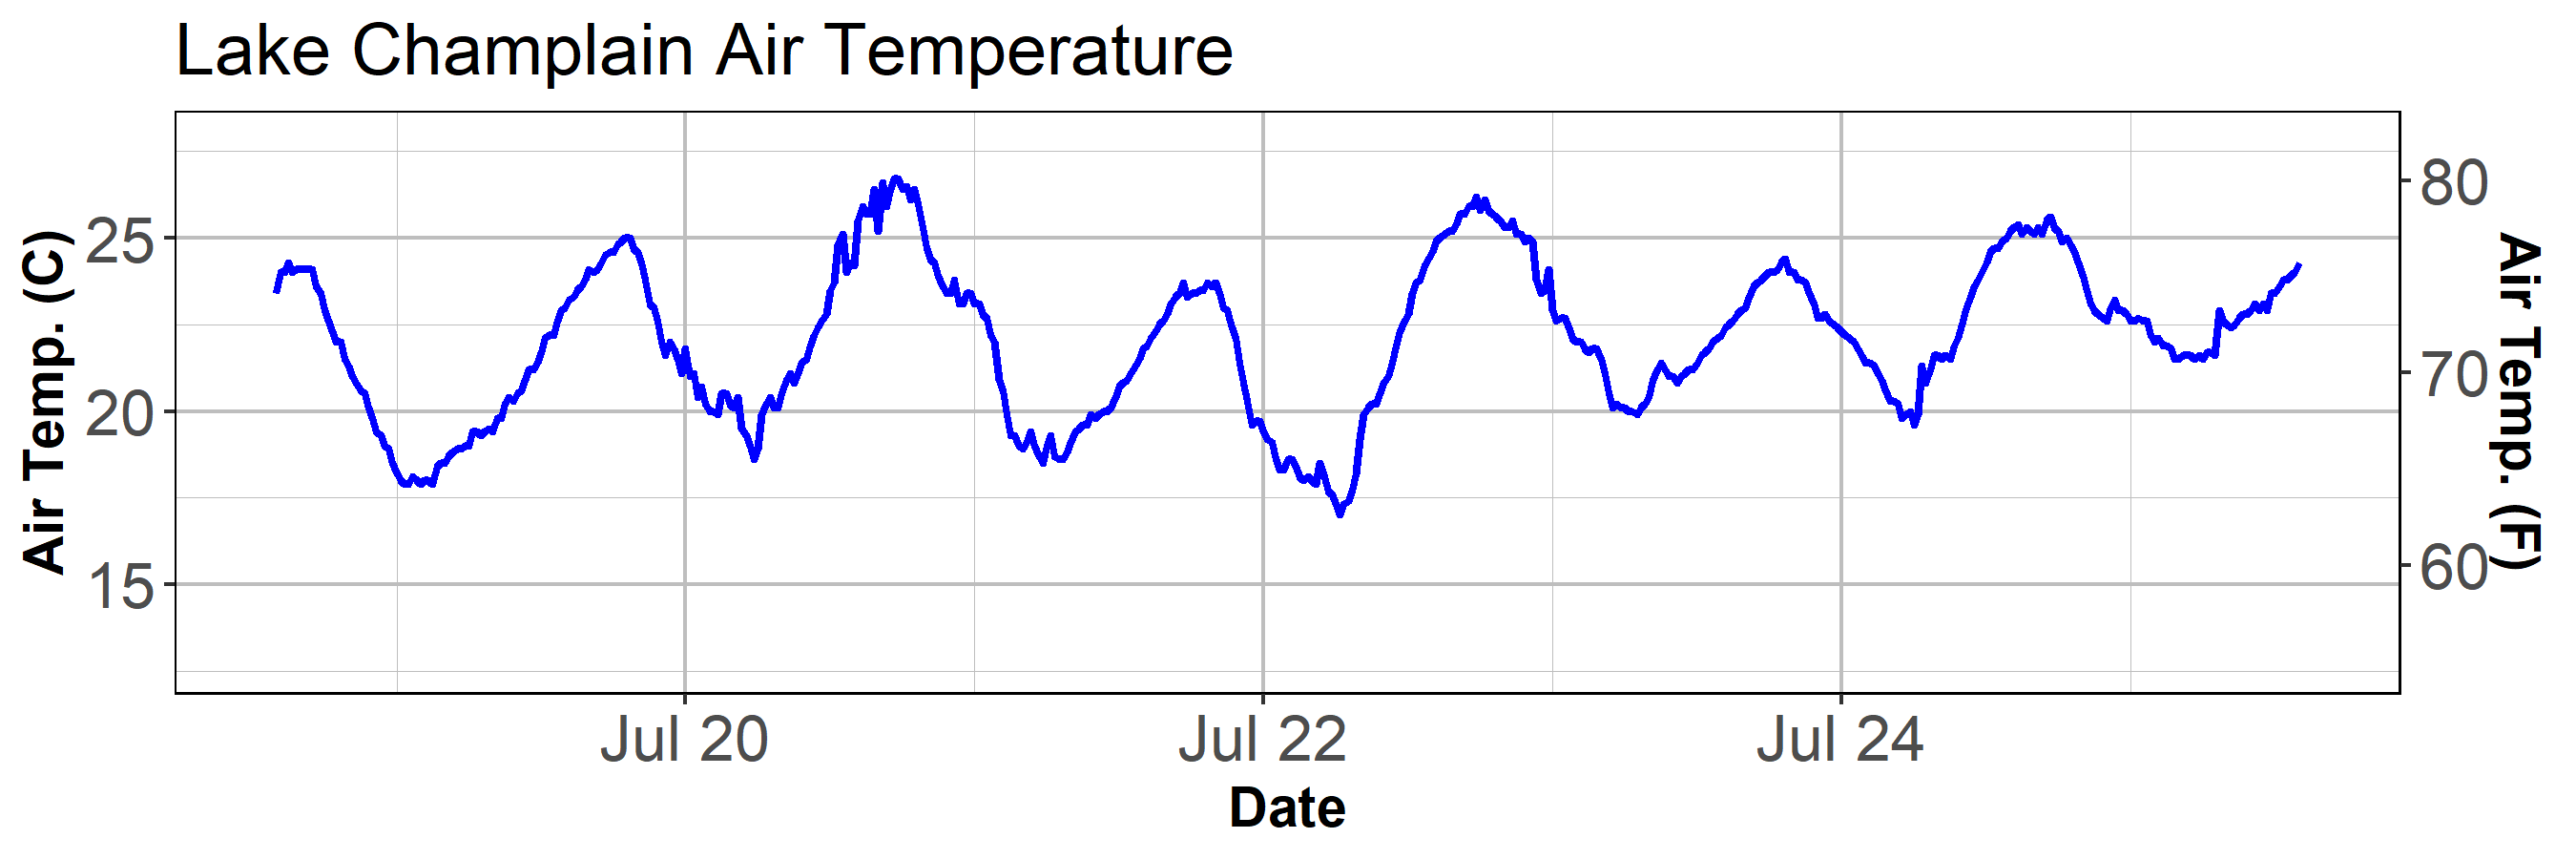 Lake Champlain Air Temperature
Air Temp. (C)
25
20
15
80
70
60
Air Temp. (F)
Jul 20
Jul 22
Jul 24
Date